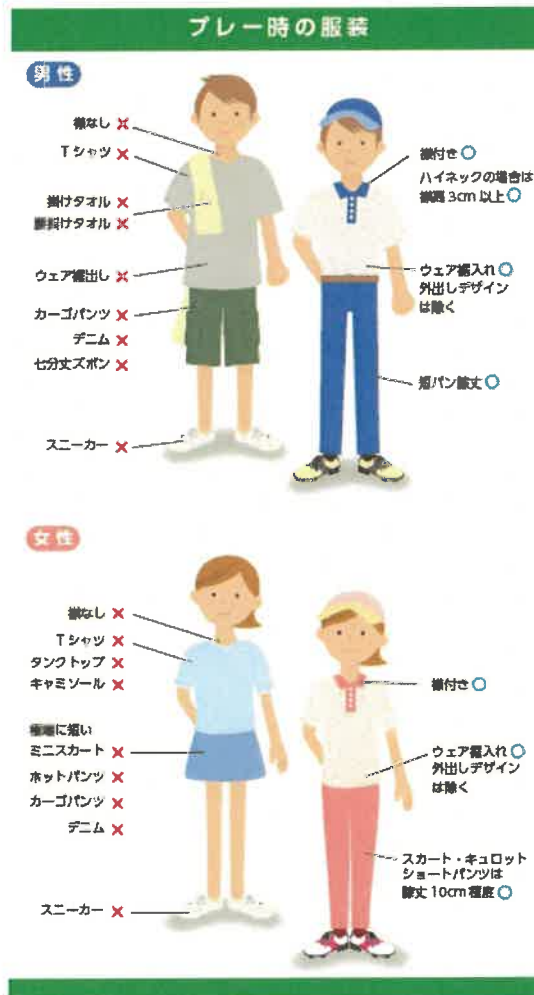 プレー時の服装
男性
襟なし ×
Tシャツ ×
掛けタオル ×
腰掛けタオル ×
ウェア裾出し ×
カーゴパンツ ×
デニム ×
七分丈ズボン ×
スニーカー ×
襟付き ○
ハイネックの場合は
襟高3cm以上 ○
ウェア裾入れ ○
外出しデザイン
は除く
短パン膝丈 ○
女性
襟なし ×
Tシャツ ×
タンクトップ ×
キャミソール ×
極端に短い
ミニスカート ×
ホットパンツ ×
カーゴパンツ ×
デニム ×
スニーカー ×
襟付き ○
ウェア裾入れ ○
外出しデザイン
は除く
スカート・キュロット
ショートパンツは
膝丈10cm程度 ○